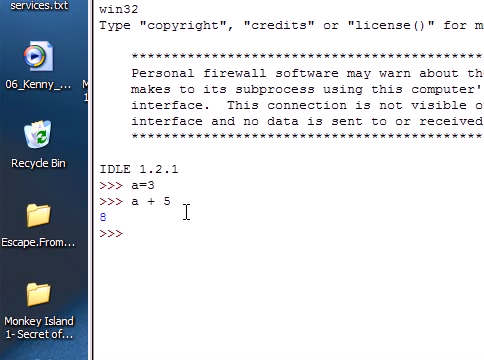 services.txt
06_Kenny_...
Recycle Bin
Escape.From...
Monkey Island
1- Secret of...
win32
Type "copyright", "credits" or "license()" for m
****************************************************
Personal firewall software may warn about th
makes to its subprocess using this computer'
interface. This connection is not visible o
interface and no data is sent to or received
****************************************************
IDLE 1.2.1
>>> a=3
>>> a + 5
8
>>>